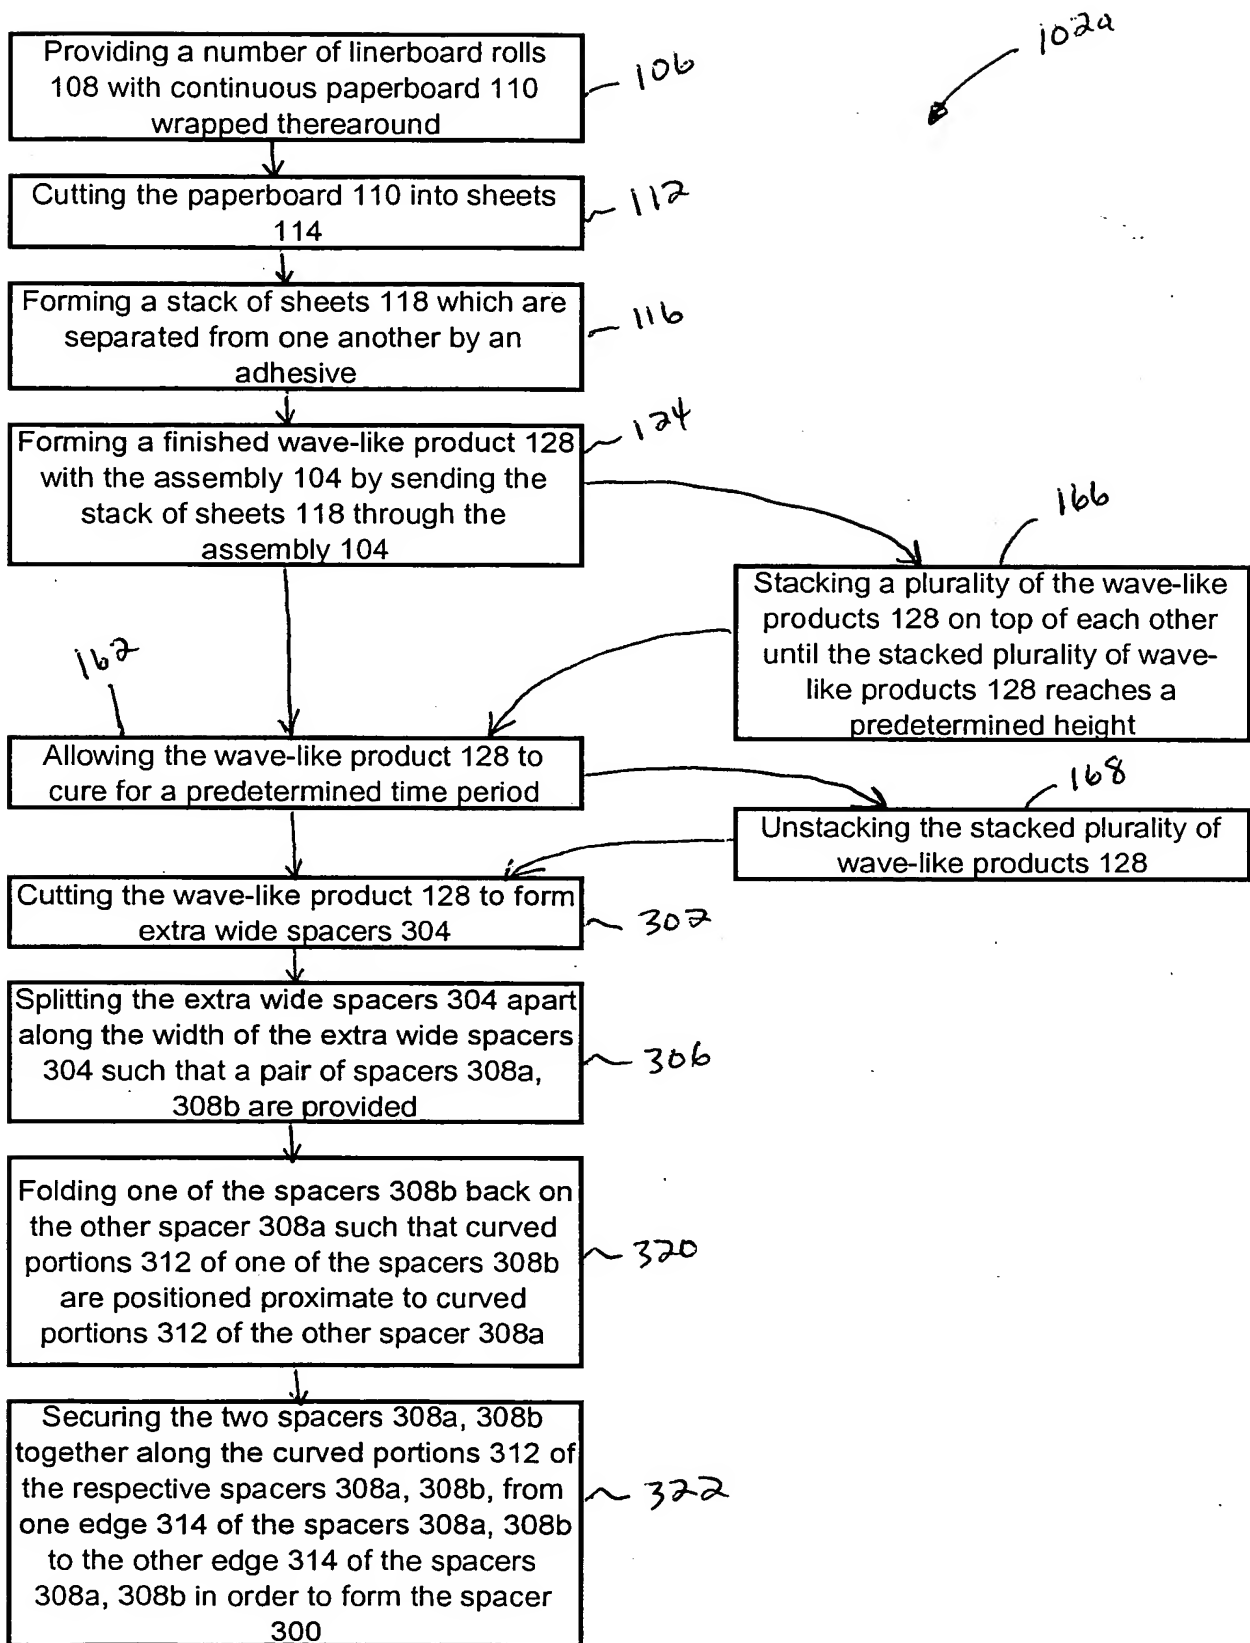 102a
Providing a number of linerboard rolls
108 with continuous paperboard 110
wrapped therearound
106
Cutting the paperboard 110 into sheets
114
112
Forming a stack of sheets 118 which are
separated from one another by an
adhesive
116
Forming a finished wave-like product 128
with the assembly 104 by sending the
stack of sheets 118 through the
assembly 104
124
166
Stacking a plurality of the wave-like
products 128 on top of each other
until the stacked plurality of wave-
like products 128 reaches a
predetermined height
162
Allowing the wave-like product 128 to
cure for a predetermined time period
168
Unstacking the stacked plurality of
wave-like products 128
Cutting the wave-like product 128 to form
extra wide spacers 304
302
Splitting the extra wide spacers 304 apart
along the width of the extra wide spacers
304 such that a pair of spacers 308a,
308b are provided
306
Folding one of the spacers 308b back on
the other spacer 308a such that curved
portions 312 of one of the spacers 308b
are positioned proximate to curved
portions 312 of the other spacer 308a
320
Securing the two spacers 308a, 308b
together along the curved portions 312 of
the respective spacers 308a, 308b, from
one edge 314 of the spacers 308a, 308b
to the other edge 314 of the spacers
308a, 308b in order to form the spacer
300
322